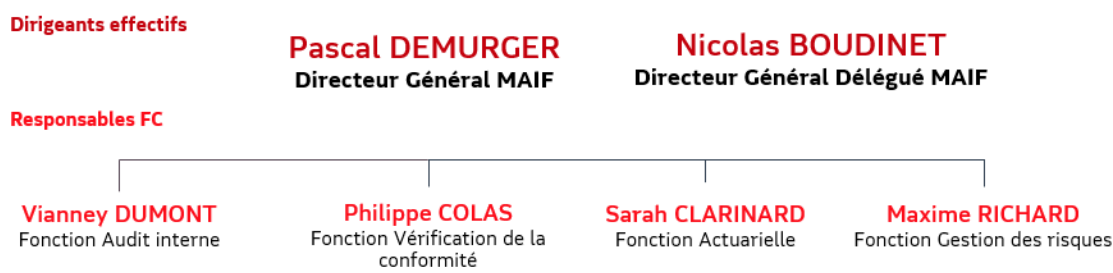 Dirigeants effectifs
Pascal DEMURGER
Directeur Général MAIF
Nicolas BOUDINET
Directeur Général Délégué MAIF
Responsables FC
Vianney DUMONT
Fonction Audit interne
Philippe COLAS
Fonction Vérification de la
conformité
Sarah CLARINARD
Fonction Actuarielle
Maxime RICHARD
Fonction Gestion des risques